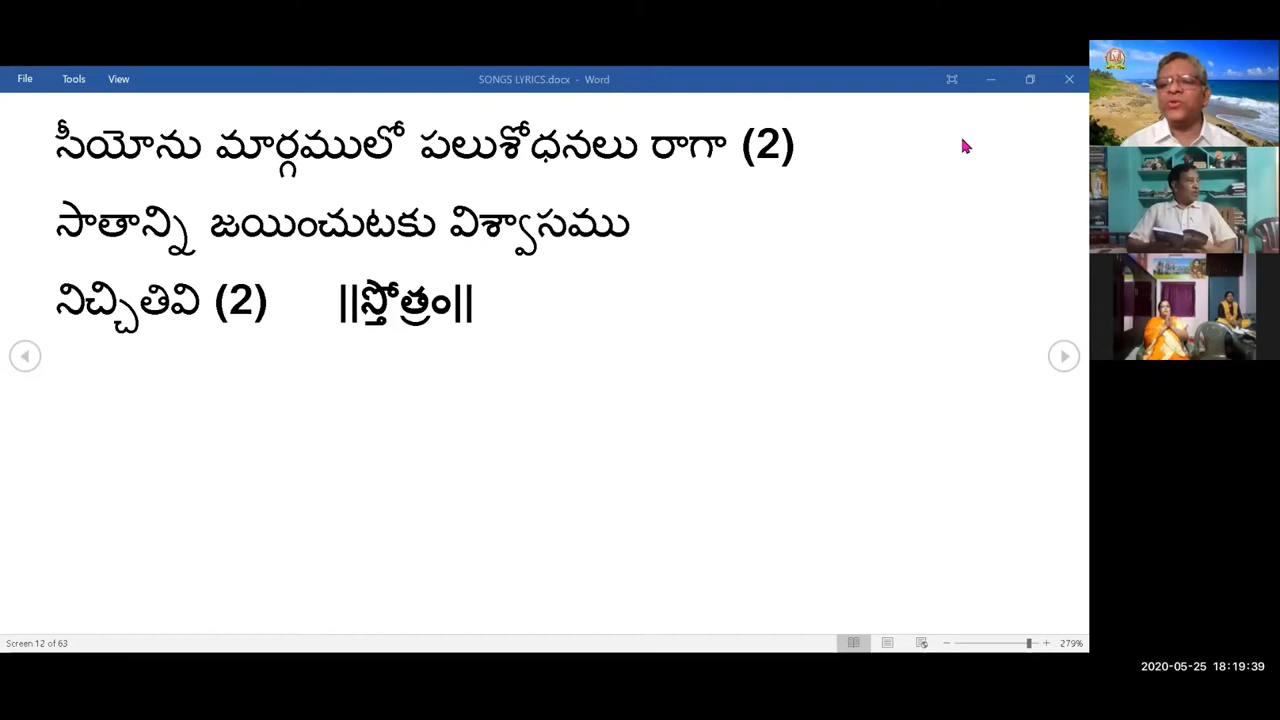 File Tools View SONGS LYRICS.docx - Word
సీయోను మార్గములో పలుశోధనలు రాగా (2)
సాతాన్ని జయించుటకు విశ్వాసము
నిచ్చితివి (2) ||స్తోత్రం||
Screen 12 of 63 279%
2020-05-25 18:19:39